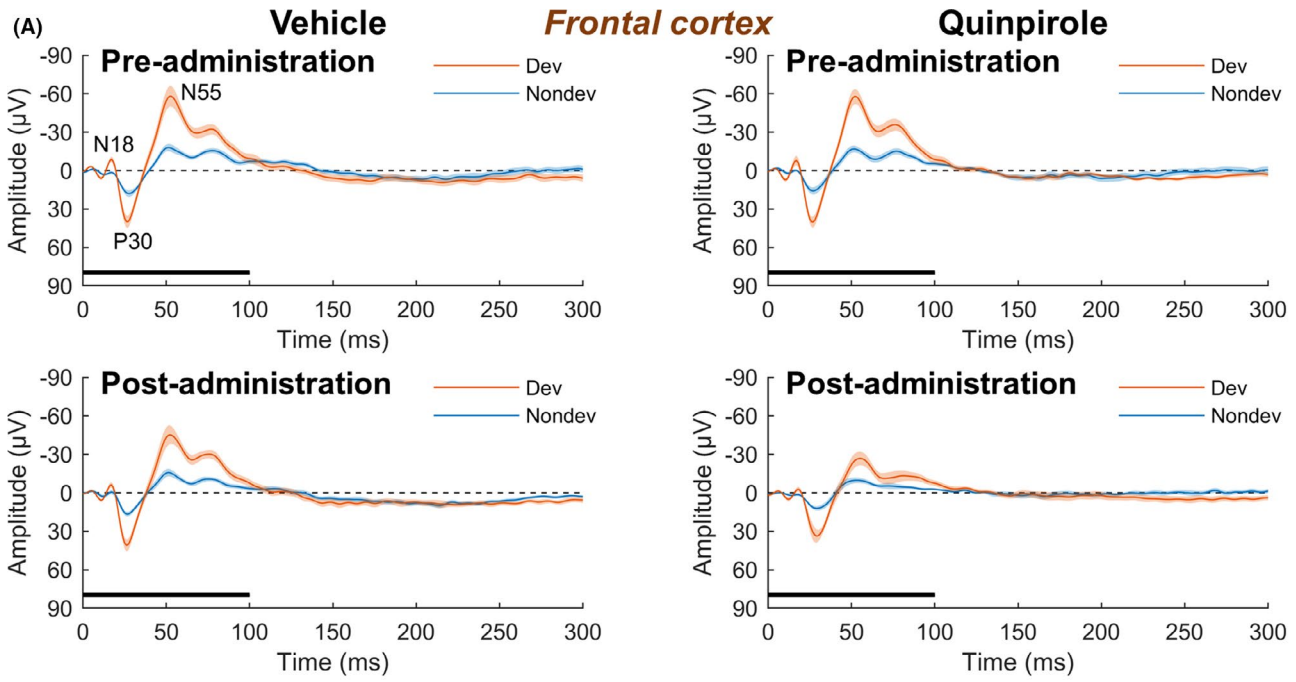 (A)
Vehicle Frontal cortex Quinpirole
Pre-administration
Dev
Nondev
N18
N55
P30
Amplitude (µV)
-90
-60
-30
0
30
60
90
0 50 100 150 200 250 300
Time (ms)
Pre-administration
Dev
Nondev
Amplitude (µV)
-90
-60
-30
0
30
60
90
0 50 100 150 200 250 300
Time (ms)
Post-administration
Dev
Nondev
Amplitude (µV)
-90
-60
-30
0
30
60
90
0 50 100 150 200 250 300
Time (ms)
Post-administration
Dev
Nondev
Amplitude (µV)
-90
-60
-30
0
30
60
90
0 50 100 150 200 250 300
Time (ms)